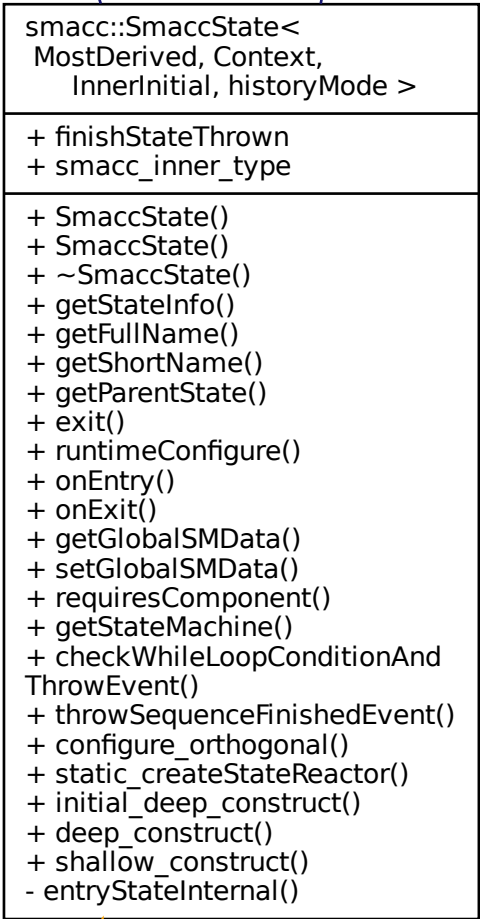 smacc::SmaccState<
MostDerived, Context,
InnerInitial, historyMode >
+ finishStateThrown
+ smacc_inner_type
+ SmaccState()
+ SmaccState()
+ ~SmaccState()
+ getStateInfo()
+ getFullName()
+ getShortName()
+ getParentState()
+ exit()
+ runtimeConfigure()
+ onEntry()
+ onExit()
+ getGlobalSMData()
+ setGlobalSMData()
+ requiresComponent()
+ getStateMachine()
+ checkWhileLoopConditionAnd
ThrowEvent()
+ throwSequenceFinishedEvent()
+ configure_orthogonal()
+ static_createStateReactor()
+ initial_deep_construct()
+ deep_construct()
+ shallow_construct()
- entryStateInternal()